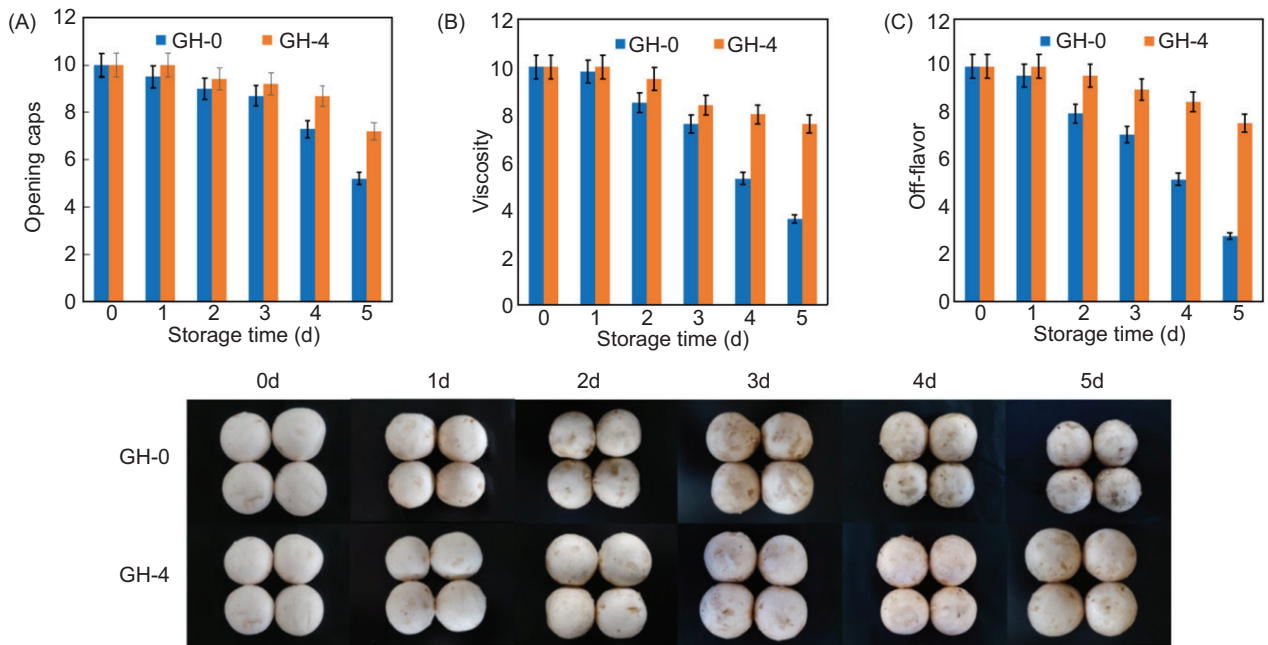 (A)
12
10
8
6
4
2
0
Opening caps
GH-0 GH-4
0 1 2 3 4 5
Storage time (d)
(B)
12
10
8
6
4
2
0
Viscosity
GH-0 GH-4
0 1 2 3 4 5
Storage time (d)
(C)
12
10
8
6
4
2
0
Off-flavor
GH-0 GH-4
0 1 2 3 4 5
Storage time (d)
0d 1d 2d 3d 4d 5d
GH-0
GH-4